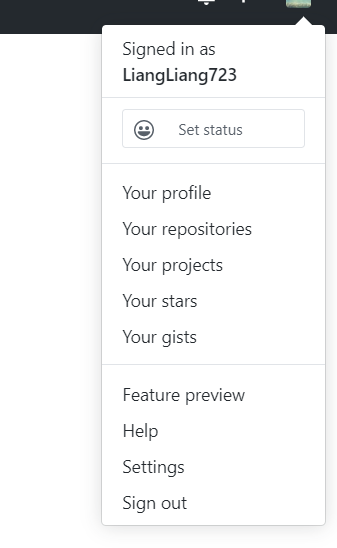 Signed in as
LiangLiang723
Set status
Your profile
Your repositories
Your projects
Your stars
Your gists
Feature preview
Help
Settings
Sign out